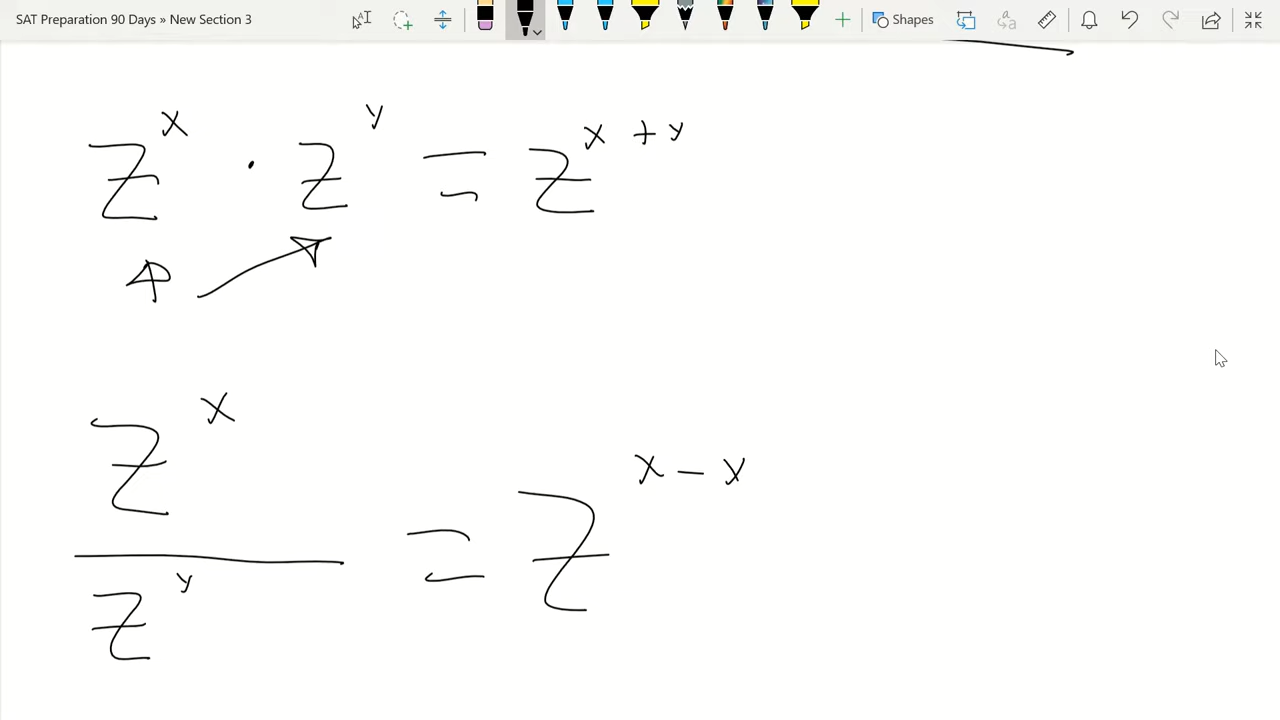 SAT Preparation 90 Days » New Section 3
Shapes
z^x · z^y = z^(x + y)
z^x / z^y = z^(x - y)